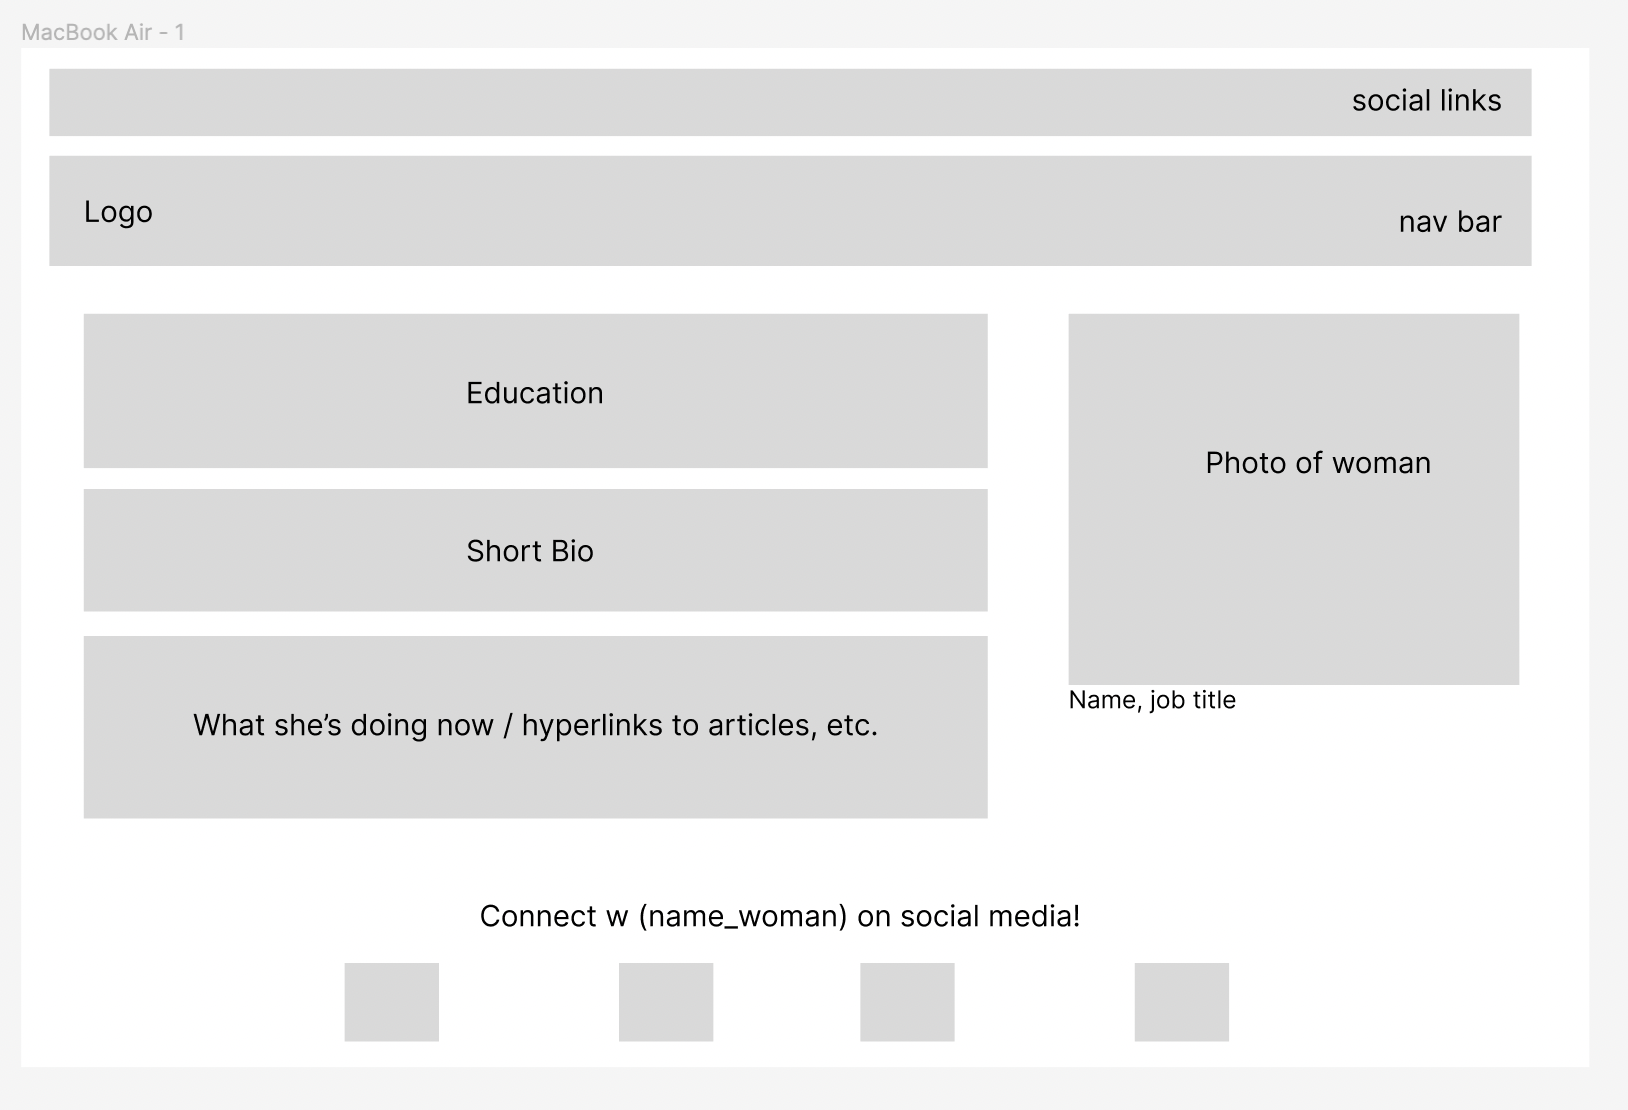 MacBook Air - 1
social links
Logo
nav bar
Education
Photo of woman
Short Bio
Name, job title
What she’s doing now / hyperlinks to articles, etc.
Connect w (name_woman) on social media!